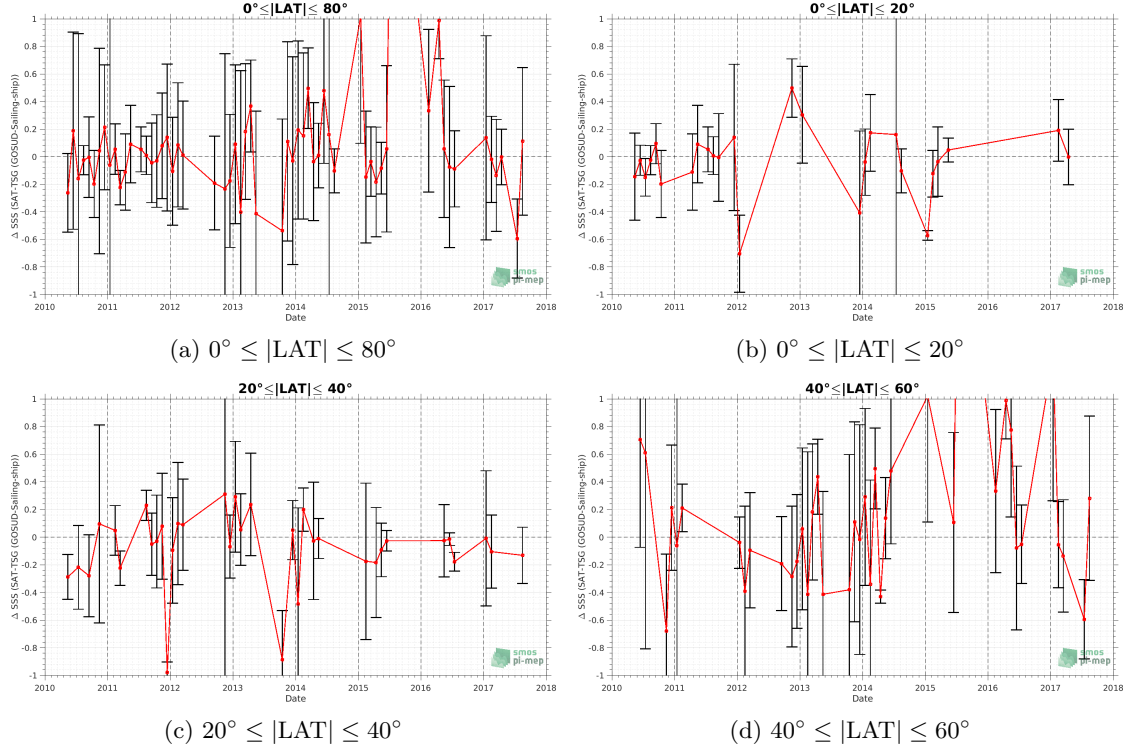 0°≤|LAT|≤ 80°
Δ SSS (SAT-TSG (GOSUD-Sailing-ship))
1
0.8
0.6
0.4
0.2
0
-0.2
-0.4
-0.6
-0.8
-1
2010 2011 2012 2013 2014 2015 2016 2017 2018
Date
smos
pi-mep
(a) 0° ≤ |LAT| ≤ 80°
0°≤|LAT|≤ 20°
Δ SSS (SAT-TSG (GOSUD-Sailing-ship))
1
0.8
0.6
0.4
0.2
0
-0.2
-0.4
-0.6
-0.8
-1
2010 2011 2012 2013 2014 2015 2016 2017 2018
Date
smos
pi-mep
(b) 0° ≤ |LAT| ≤ 20°
20°≤|LAT|≤ 40°
Δ SSS (SAT-TSG (GOSUD-Sailing-ship))
1
0.8
0.6
0.4
0.2
0
-0.2
-0.4
-0.6
-0.8
-1
2010 2011 2012 2013 2014 2015 2016 2017 2018
Date
smos
pi-mep
(c) 20° ≤ |LAT| ≤ 40°
40°≤|LAT|≤ 60°
Δ SSS (SAT-TSG (GOSUD-Sailing-ship))
1
0.8
0.6
0.4
0.2
0
-0.2
-0.4
-0.6
-0.8
-1
2010 2011 2012 2013 2014 2015 2016 2017 2018
Date
smos
pi-mep
(d) 40° ≤ |LAT| ≤ 60°